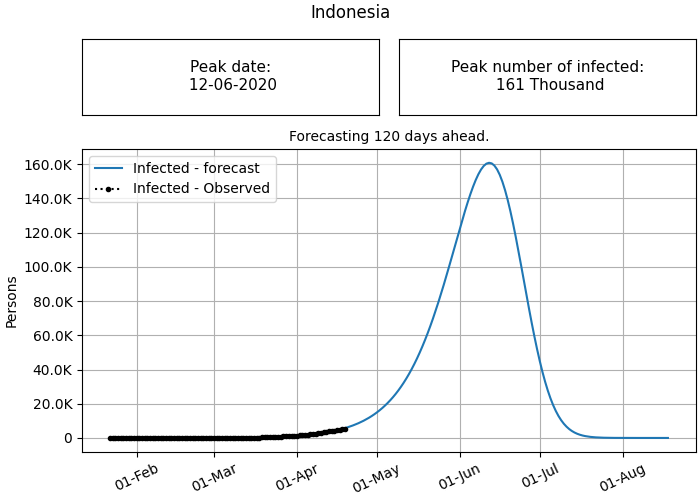 Indonesia
Peak date:
12-06-2020
Peak number of infected:
161 Thousand
Forecasting 120 days ahead.
Infected - forecast
Infected - Observed
Persons
160.0K
140.0K
120.0K
100.0K
80.0K
60.0K
40.0K
20.0K
0
01-Feb
01-Mar
01-Apr
01-May
01-Jun
01-Jul
01-Aug